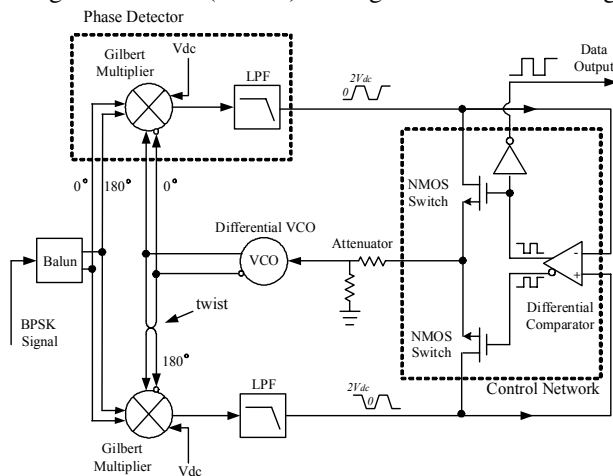 Phase Detector
Gilbert
Multiplier
Vdc
LPF
2Vdc
0
Data
Output
0° 180° 0°
NMOS
Switch
Differential VCO
VCO
Attenuator
Balun
BPSK
Signal
twist
-
+
Differential
Comparator
NMOS
Switch
180°
LPF
2Vdc
0
Control Network
Gilbert
Multiplier
Vdc